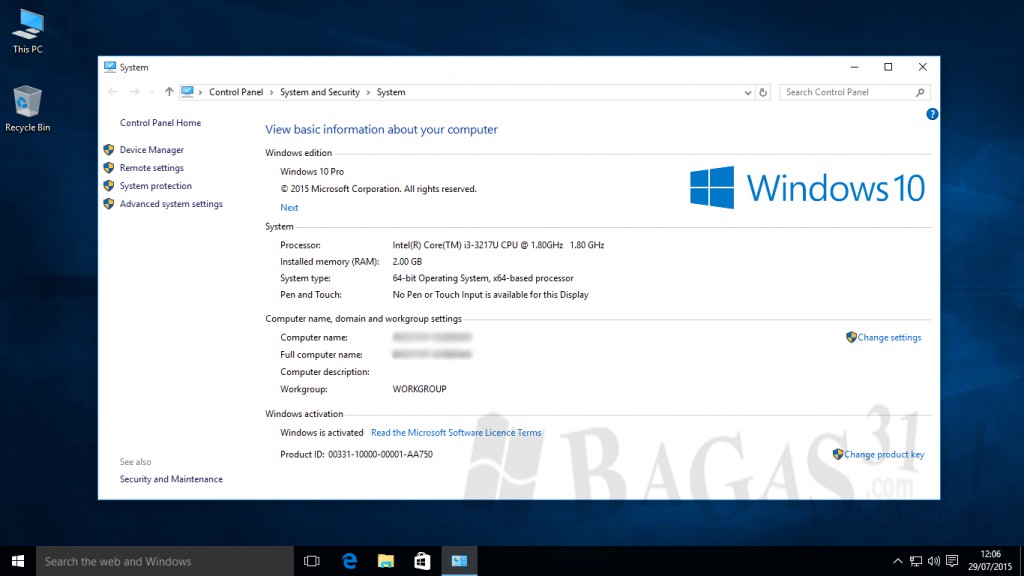 This PC
Recycle Bin
System
Control Panel > System and Security > System
Search Control Panel
?
Control Panel Home
Device Manager
Remote settings
System protection
Advanced system settings
View basic information about your computer
Windows edition
Windows 10 Pro
© 2015 Microsoft Corporation. All rights reserved.
Next
Windows 10
System
Processor: Intel(R) Core(TM) i3-3217U CPU @ 1.80GHz 1.80 GHz
Installed memory (RAM): 2.00 GB
System type: 64-bit Operating System, x64-based processor
Pen and Touch: No Pen or Touch Input is available for this Display
Computer name, domain and workgroup settings
Computer name:
Change settings
Full computer name:
Computer description:
Workgroup: WORKGROUP
Windows activation
Windows is activated Read the Microsoft Software Licence Terms
Product ID: 00331-10000-00001-AA750
Change product key
See also
Security and Maintenance
BAGAS31.com
Search the web and Windows
12:06
29/07/2015